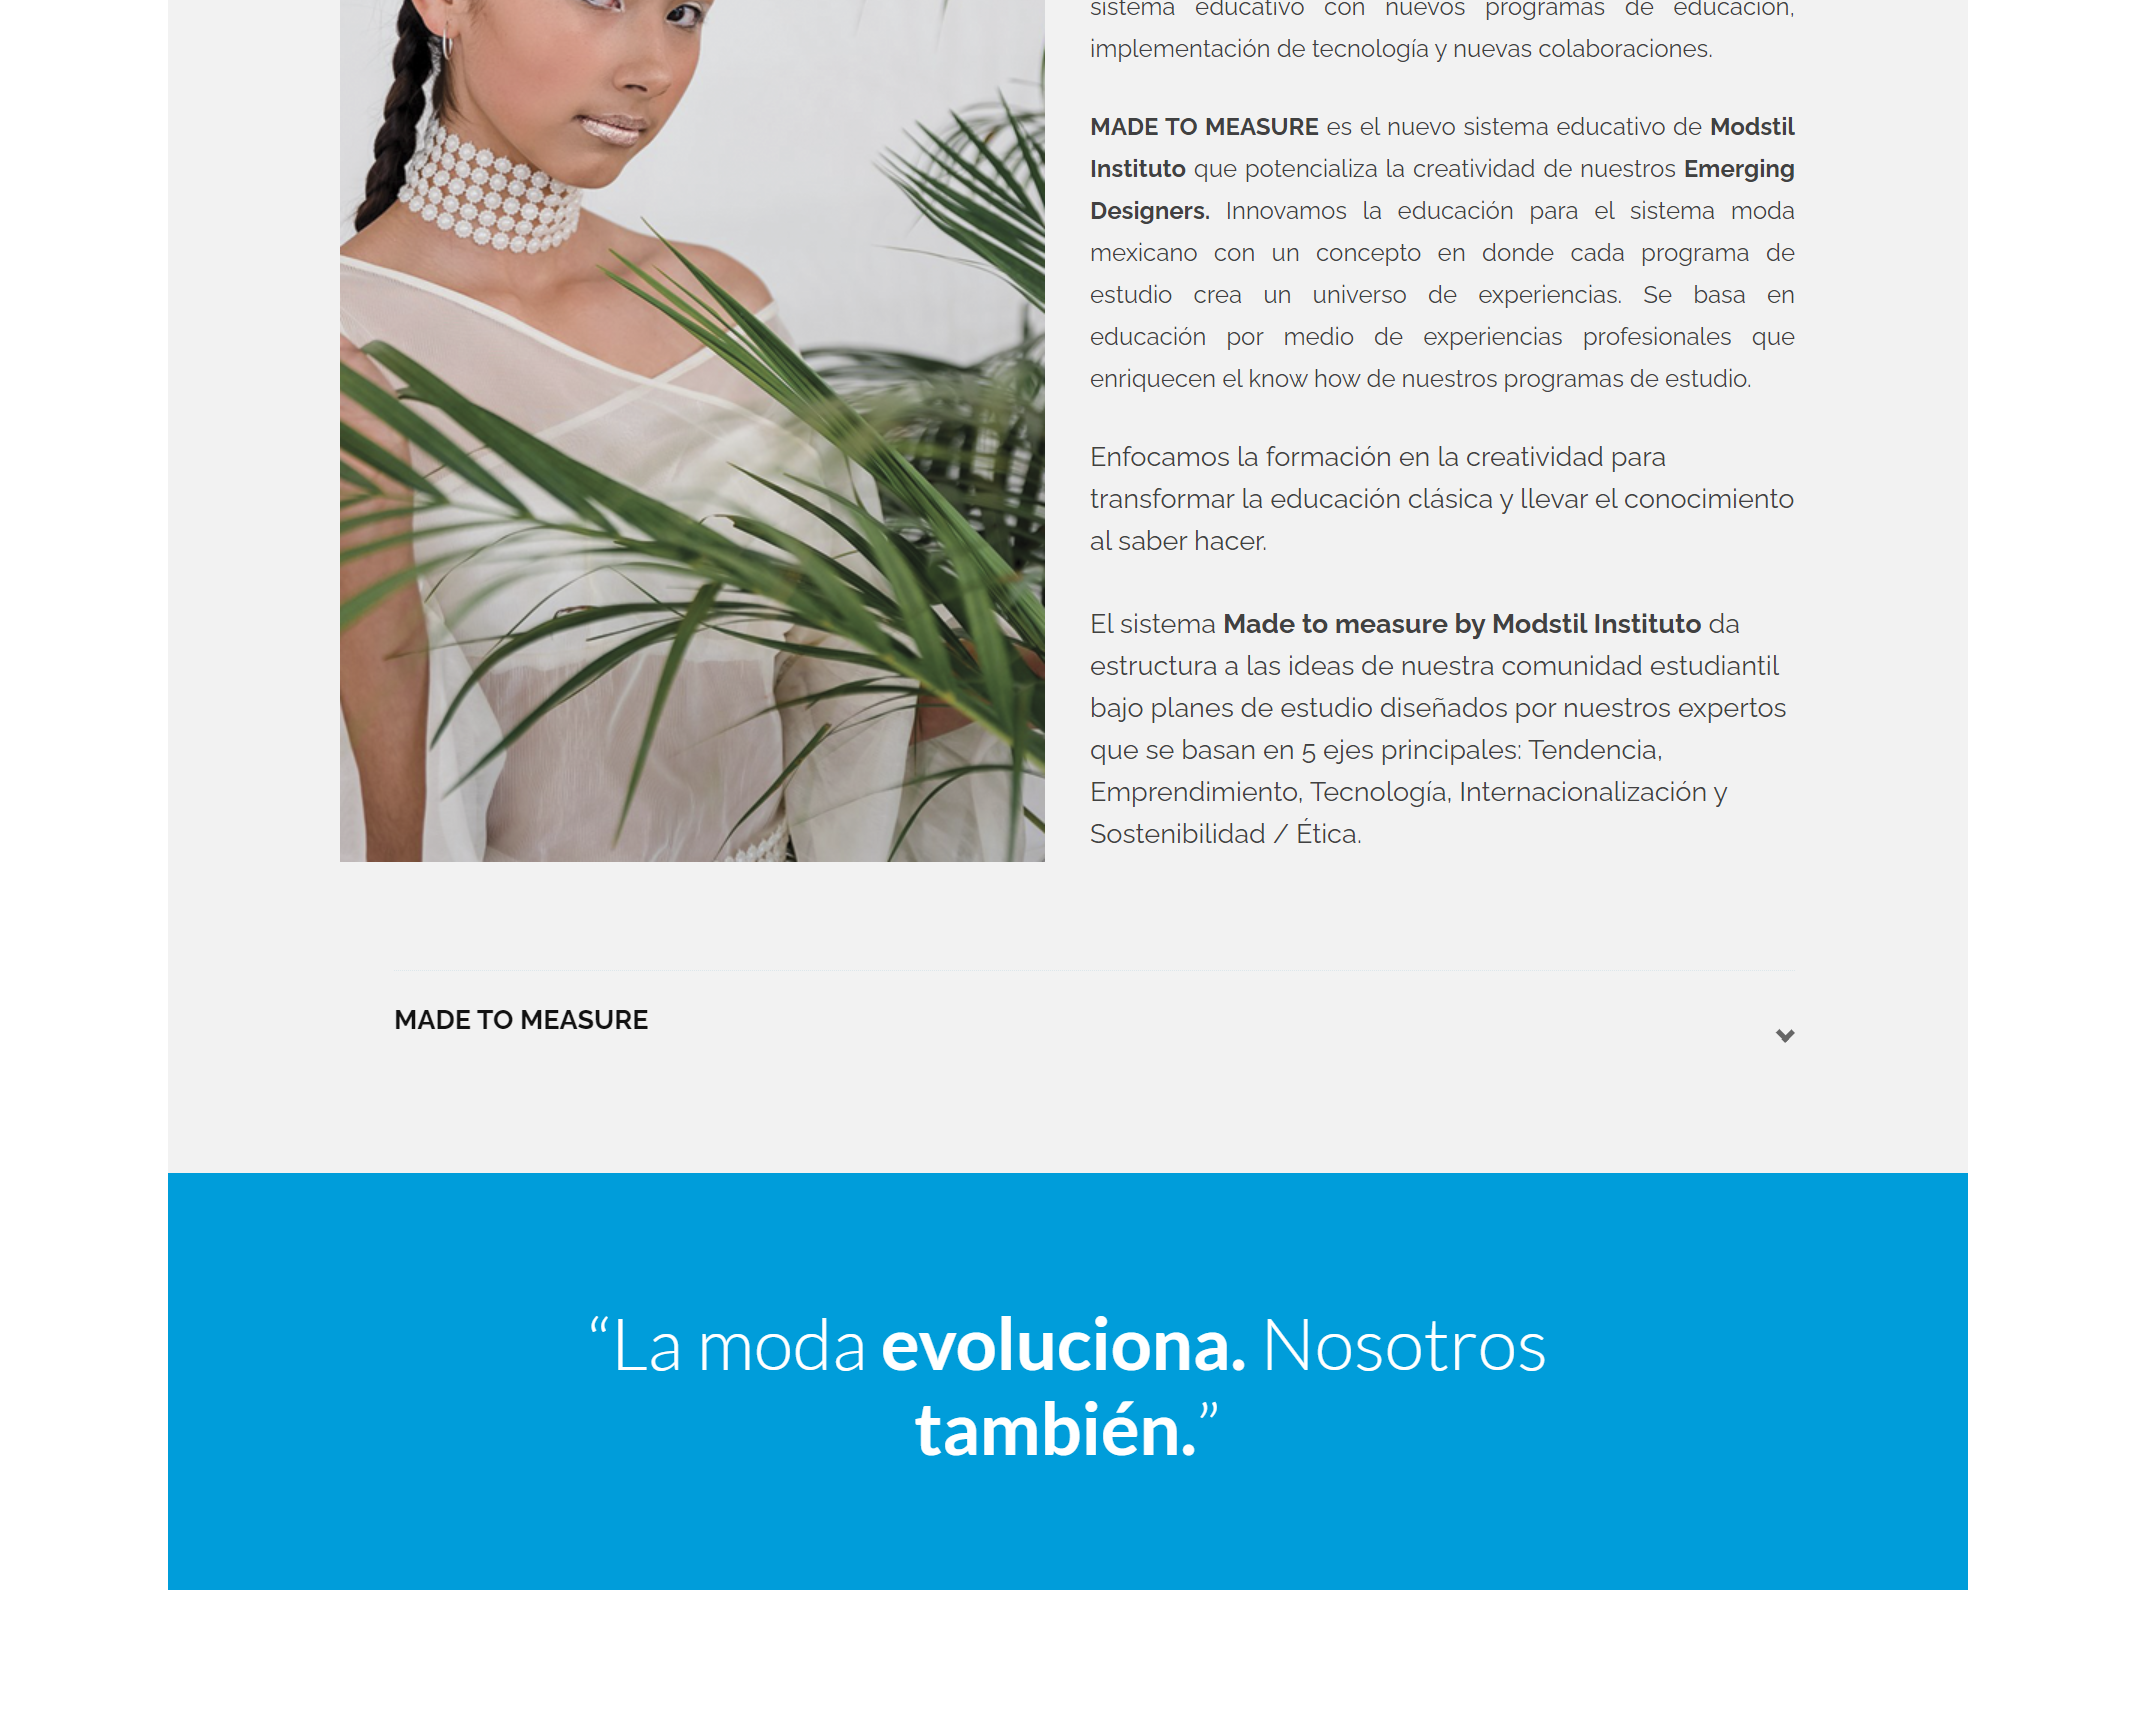 sistema educativo con nuevos programas de educación,
implementación de tecnología y nuevas colaboraciones.
MADE TO MEASURE es el nuevo sistema educativo de Modstil
Instituto que potencializa la creatividad de nuestros Emerging
Designers. Innovamos la educación para el sistema moda
mexicano con un concepto en donde cada programa de
estudio crea un universo de experiencias. Se basa en
educación por medio de experiencias profesionales que
enriquecen el know how de nuestros programas de estudio.
Enfocamos la formación en la creatividad para
transformar la educación clásica y llevar el conocimiento
al saber hacer.
El sistema Made to measure by Modstil Instituto da
estructura a las ideas de nuestra comunidad estudiantil
bajo planes de estudio diseñados por nuestros expertos
que se basan en 5 ejes principales: Tendencia,
Emprendimiento, Tecnología, Internacionalización y
Sostenibilidad / Ética.
MADE TO MEASURE
“La moda evoluciona. Nosotros
también.”